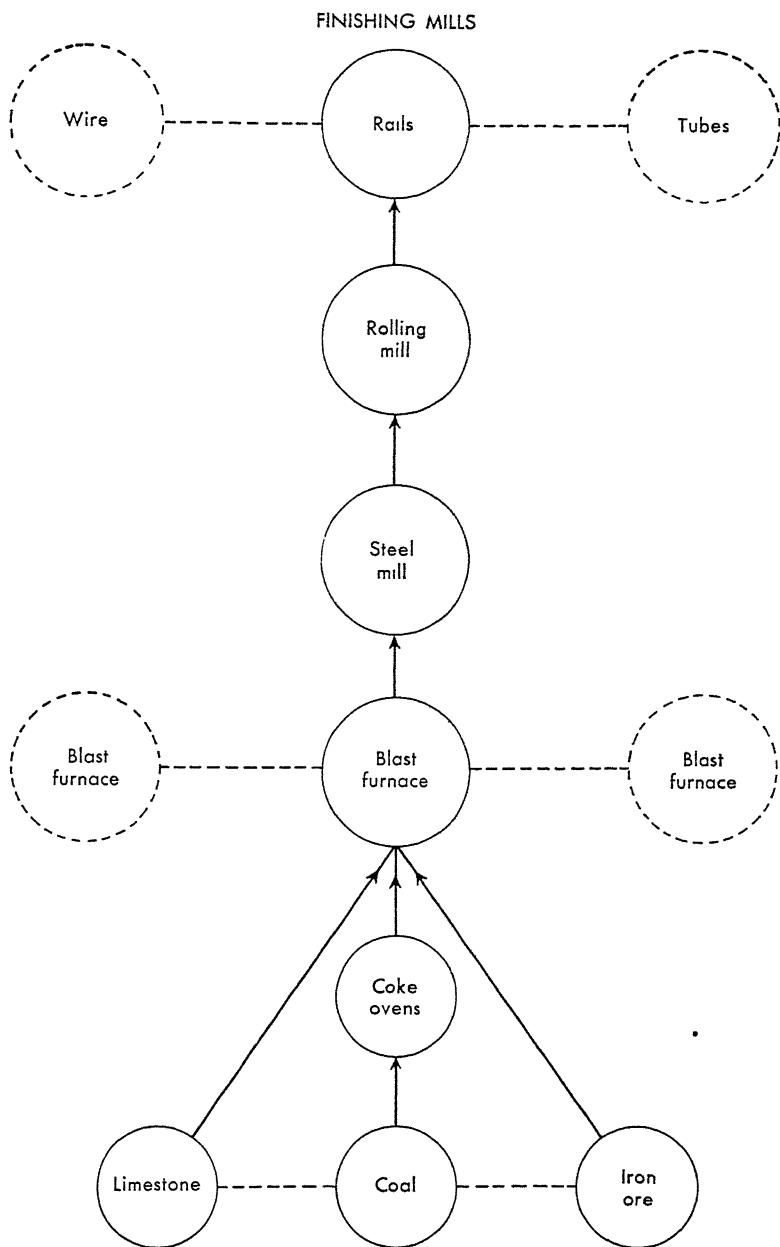 FINISHING MILLS
Wire
Rails
Tubes
Rolling
mill
Steel
mill
Blast
furnace
Blast
furnace
Blast
furnace
Coke
ovens
Limestone
Coal
Iron
ore